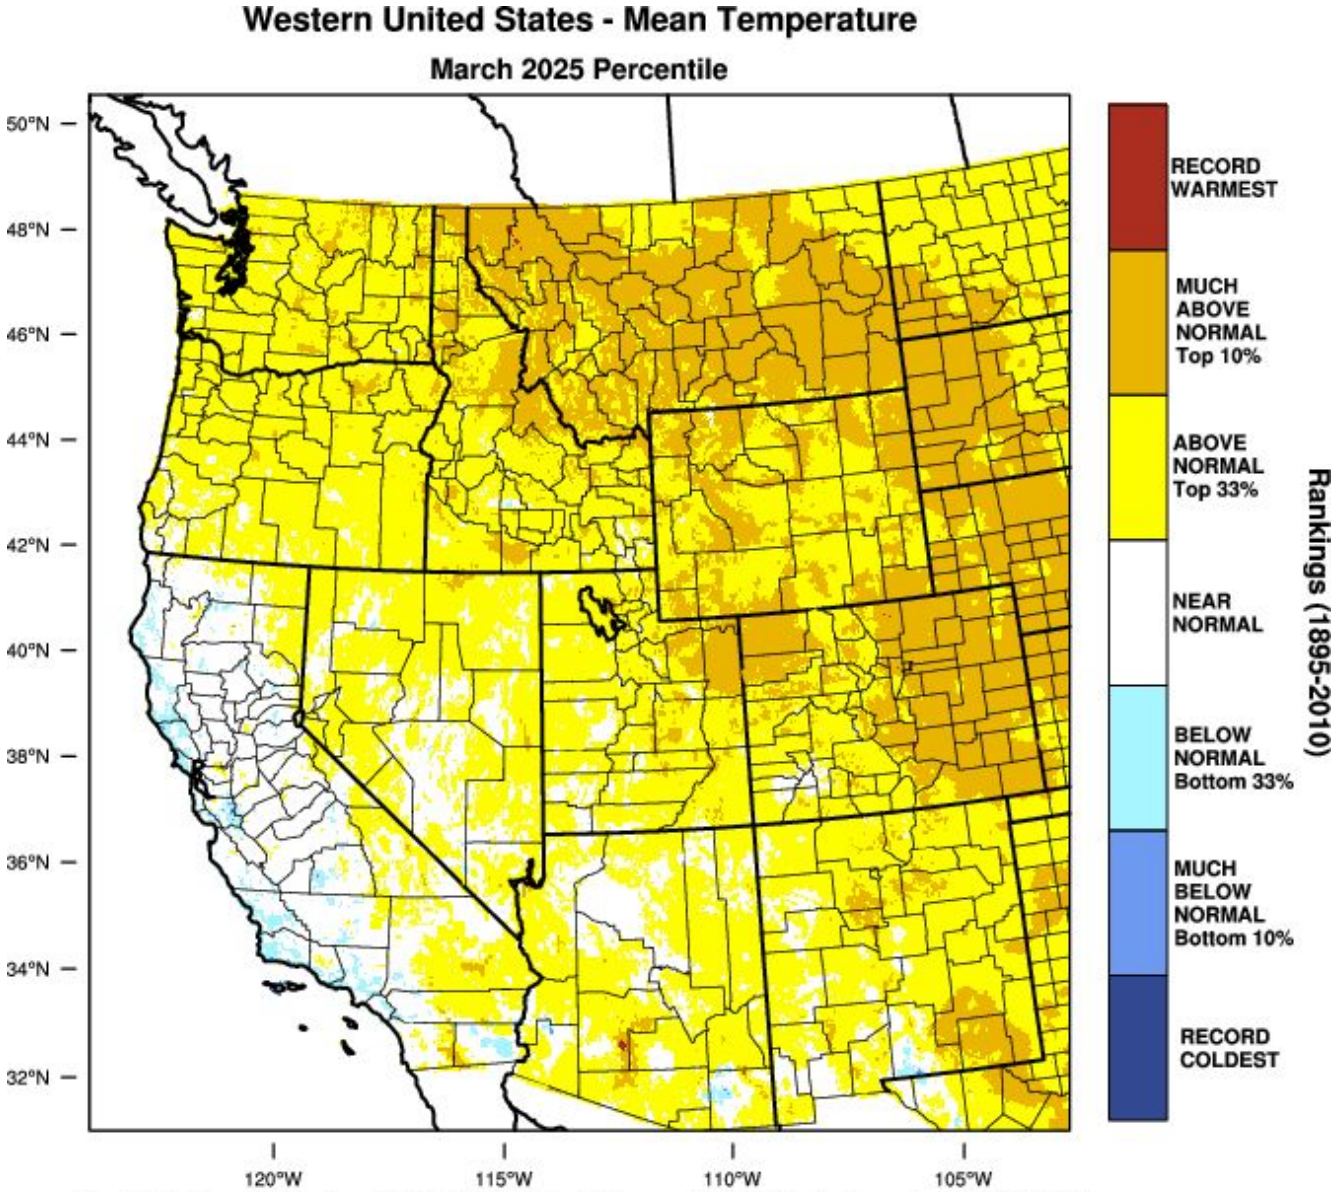 Western United States - Mean Temperature
March 2025 Percentile
50°N
48°N
46°N
44°N
42°N
40°N
38°N
36°N
34°N
32°N
120°W
115°W
110°W
105°W
RECORD
WARMEST
MUCH
ABOVE
NORMAL
Top 10%
ABOVE
NORMAL
Top 33%
NEAR
NORMAL
BELOW
NORMAL
Bottom 33%
MUCH
BELOW
NORMAL
Bottom 10%
RECORD
COLDEST
Rankings (1895-2010)